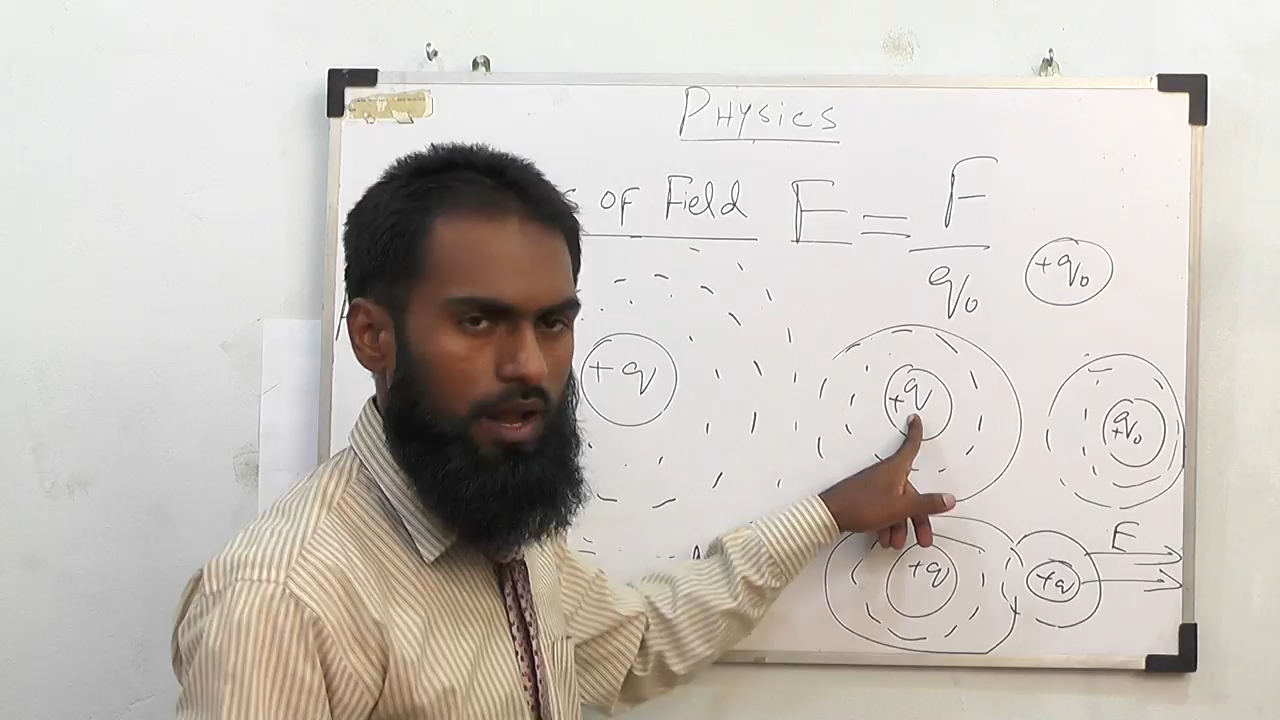 Physics
of Field E = F / q₀
+q₀
+q
+q
+q₀
+q
+q
E